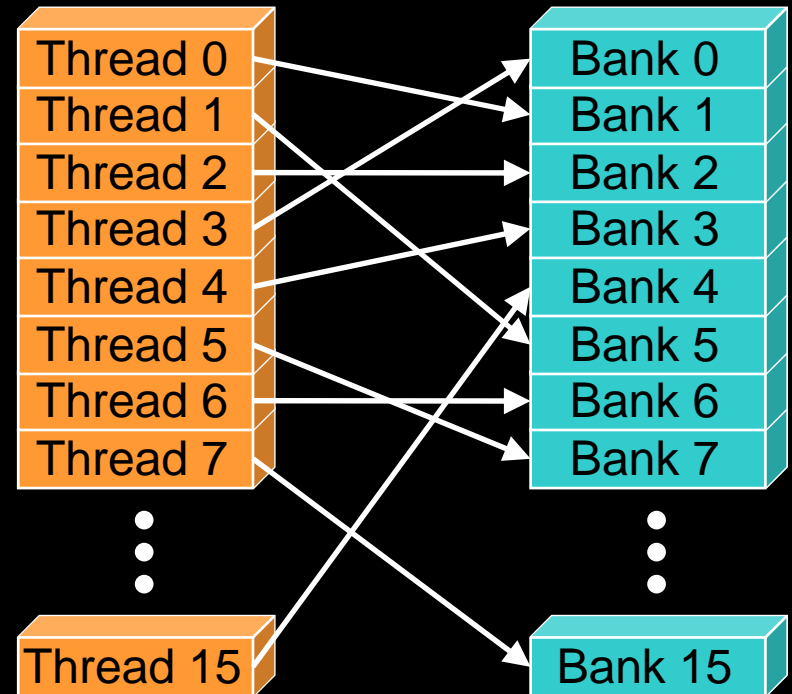 Thread 0
Thread 1
Thread 2
Thread 3
Thread 4
Thread 5
Thread 6
Thread 7
Thread 15
Bank 0
Bank 1
Bank 2
Bank 3
Bank 4
Bank 5
Bank 6
Bank 7
Bank 15